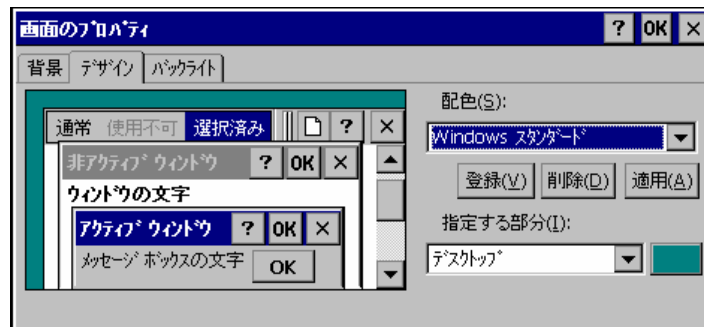 画面のﾌﾟﾛﾊﾟﾃｨ ? OK ×
背景 ﾃﾞｻﾞｲﾝ ﾊﾞｯｸﾗｲﾄ
通常 使用不可 選択済み ? ×
非ｱｸﾃｨﾌﾞ ｳｨﾝﾄﾞｳ ? OK ×
ウィンドウの文字
ｱｸﾃｨﾌﾞ ｳｨﾝﾄﾞｳ ? OK ×
ﾒｯｾｰｼﾞ ボックスの文字 OK
配色(S):
Windows ｽﾀﾝﾀﾞｰﾄﾞ
登録(V) 削除(D) 適用(A)
指定する部分(I):
ﾃﾞｽｸﾄｯﾌﾟ